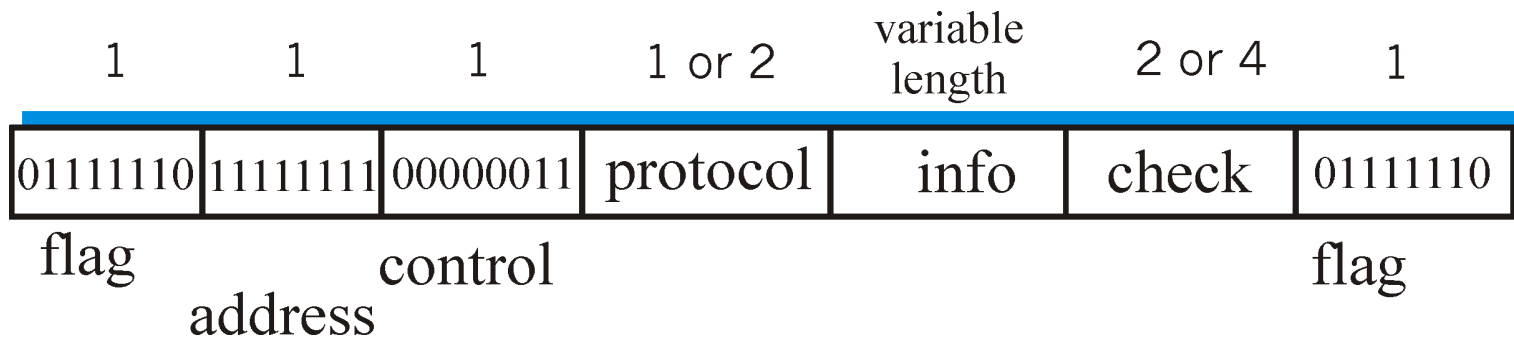 1 1 1 1 or 2 variable length 2 or 4 1
01111110 11111111 00000011 protocol info check 01111110
flag address control flag